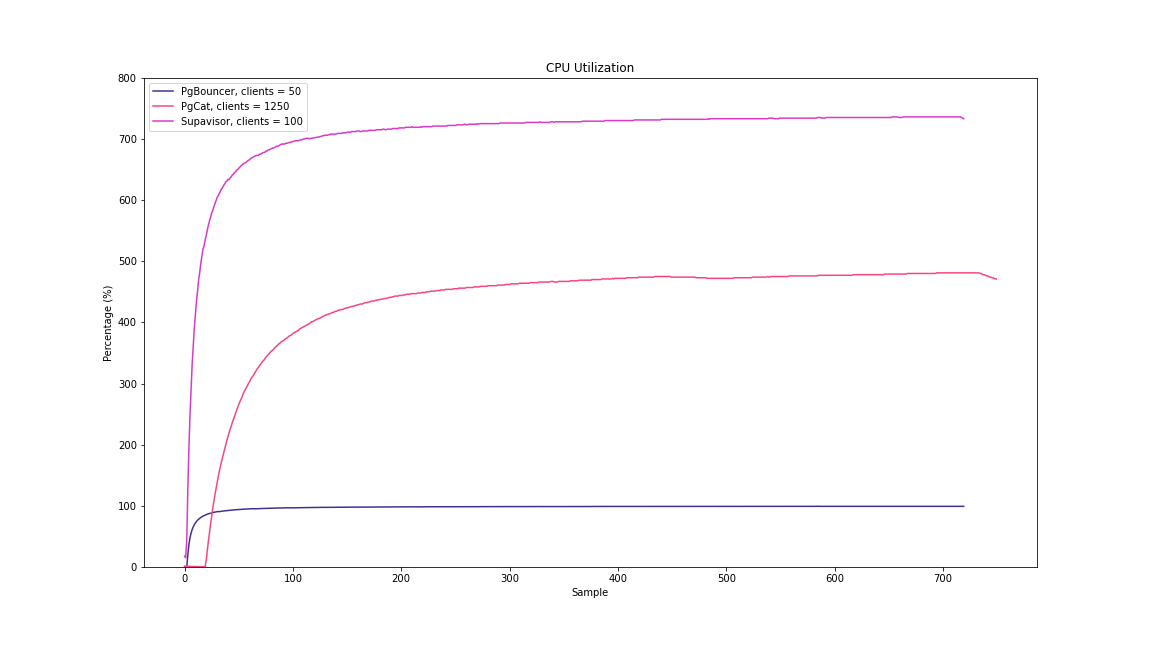 CPU Utilization
PgBouncer, clients = 50
PgCat, clients = 1250
Supavisor, clients = 100
Percentage (%)
800
700
600
500
400
300
200
100
0
0 100 200 300 400 500 600 700
Sample